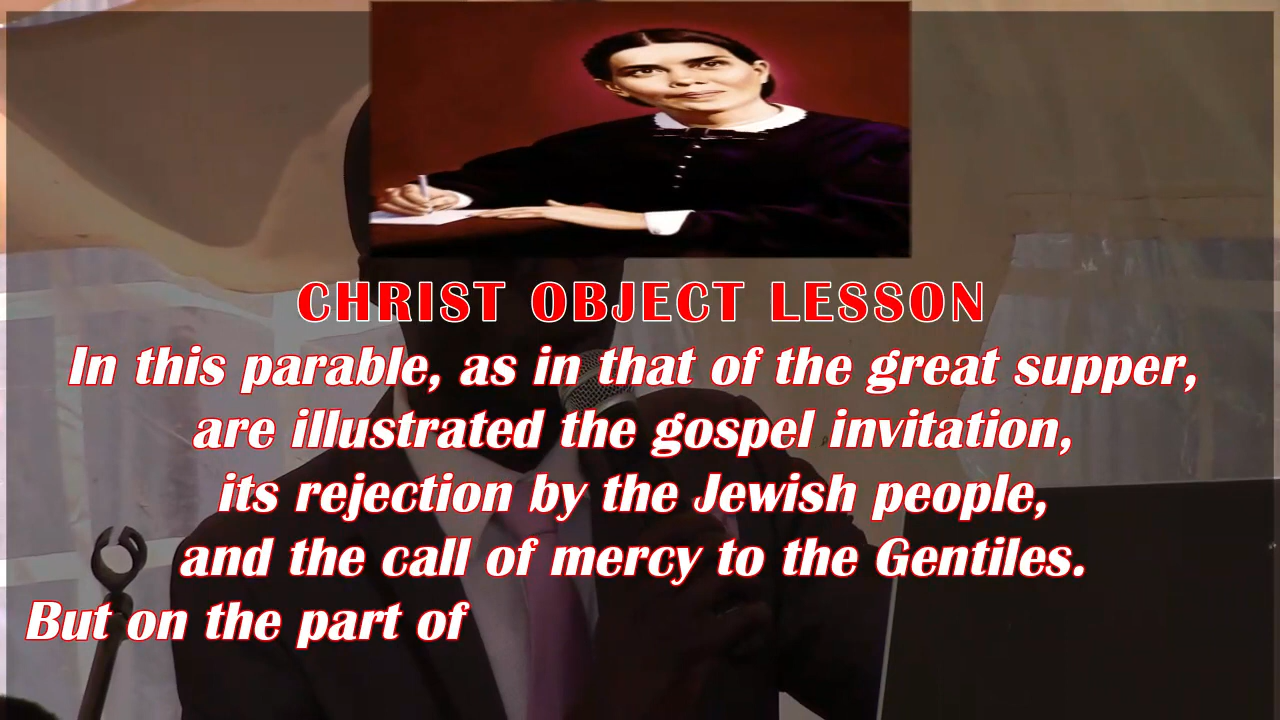 CHRIST OBJECT LESSON
In this parable, as in that of the great supper,
are illustrated the gospel invitation,
its rejection by the Jewish people,
and the call of mercy to the Gentiles.
But on the part of